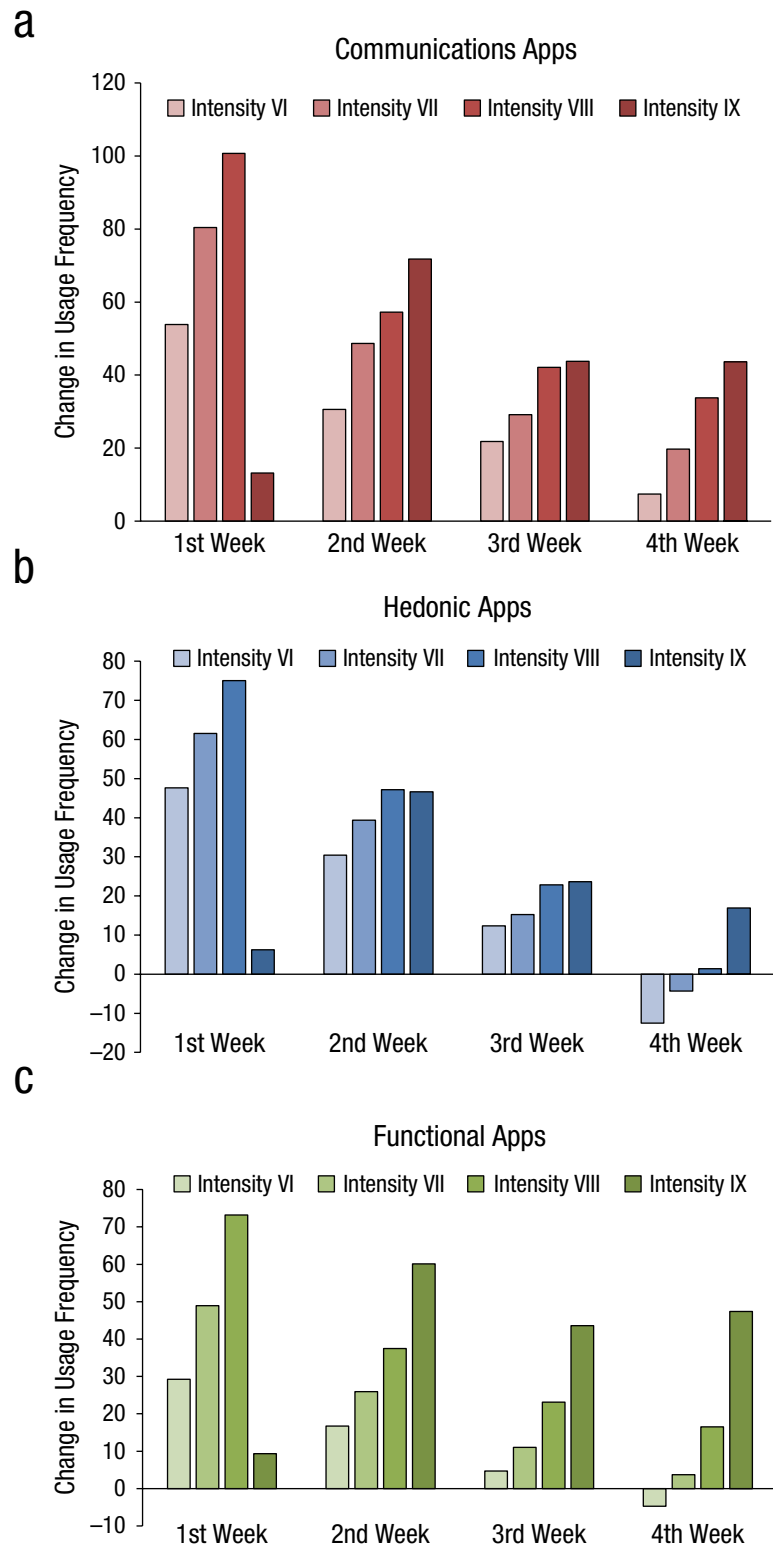 a
Communications Apps
120
100
80
60
40
20
0
Change in Usage Frequency
Intensity VI Intensity VII Intensity VIII Intensity IX
1st Week 2nd Week 3rd Week 4th Week
b
Hedonic Apps
80
70
60
50
40
30
20
10
0
–10
–20
Change in Usage Frequency
Intensity VI Intensity VII Intensity VIII Intensity IX
1st Week 2nd Week 3rd Week 4th Week
c
Functional Apps
80
70
60
50
40
30
20
10
0
–10
Change in Usage Frequency
Intensity VI Intensity VII Intensity VIII Intensity IX
1st Week 2nd Week 3rd Week 4th Week